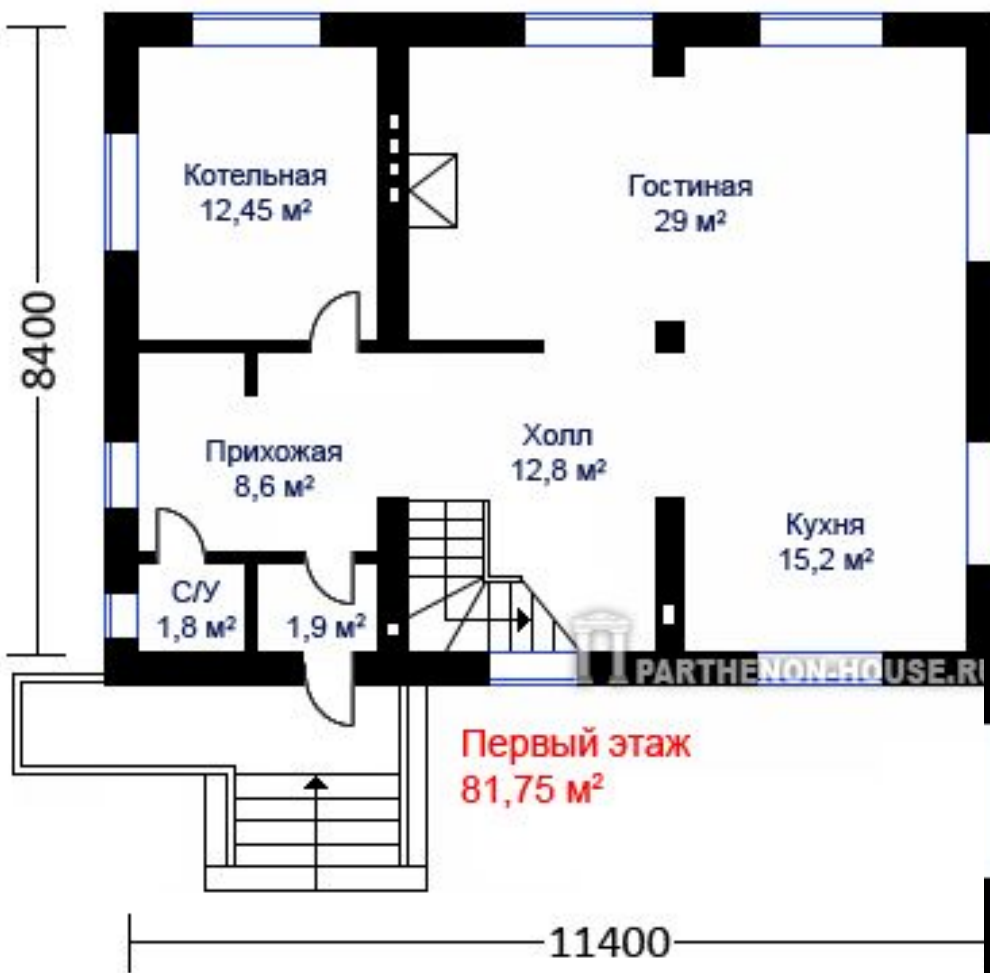 Котельная
12,45 м²
Гостиная
29 м²
8400
Прихожая
8,6 м²
Холл
12,8 м²
Кухня
15,2 м²
С/У
1,8 м²
1,9 м²
PARTHENON-HOUSE.RU
Первый этаж
81,75 м²
11400